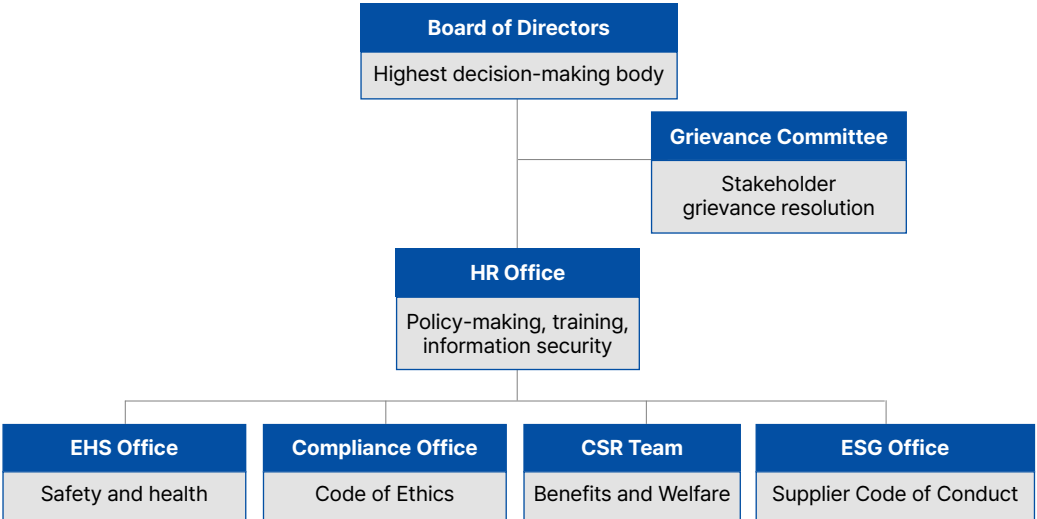 Board of Directors
Highest decision-making body
Grievance Committee
Stakeholder
grievance resolution
HR Office
Policy-making, training,
information security
EHS Office
Safety and health
Compliance Office
Code of Ethics
CSR Team
Benefits and Welfare
ESG Office
Supplier Code of Conduct